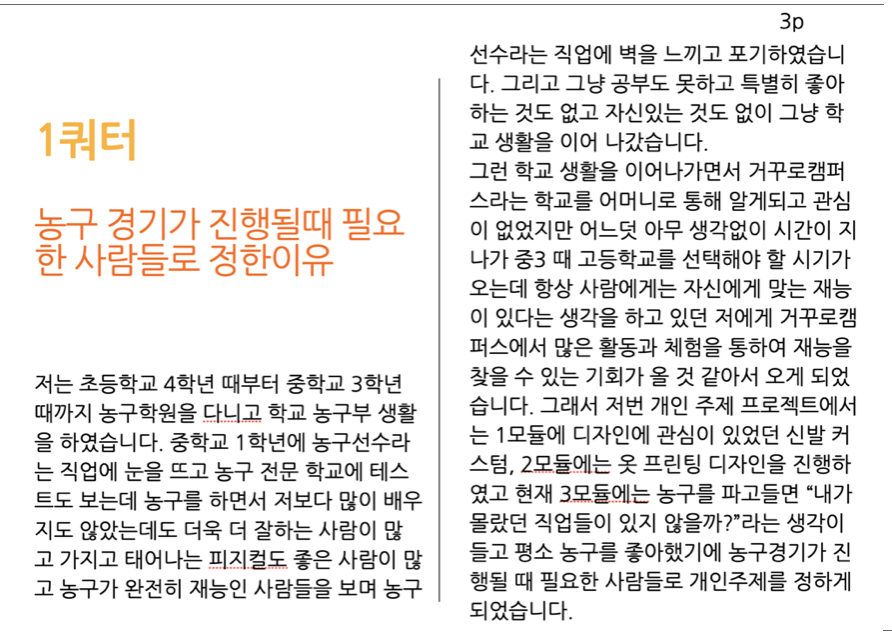 3p
1쿼터
농구 경기가 진행될때 필요
한 사람들로 정한이유
저는 초등학교 4학년 때부터 중학교 3학년
때까지 농구학원을 다니고 학교 농구부 생활
을 하였습니다. 중학교 1학년에 농구선수라
는 직업에 눈을 뜨고 농구 전문 학교에 테스
트도 보는데 농구를 하면서 저보다 많이 배우
지도 않았는데도 더욱 더 잘하는 사람이 많
고 가지고 태어나는 피지컬도 좋은 사람이 많
고 농구가 완전히 재능인 사람들을 보며 농구
선수라는 직업에 벽을 느끼고 포기하였습니
다. 그리고 그냥 공부도 못하고 특별히 좋아
하는 것도 없고 자신있는 것도 없이 그냥 학
교 생활을 이어 나갔습니다.
그런 학교 생활을 이어나가면서 거꾸로캠퍼
스라는 학교를 어머니로 통해 알게되고 관심
이 없었지만 어느덧 아무 생각없이 시간이 지
나가 중3 때 고등학교를 선택해야 할 시기가
오는데 항상 사람에게는 자신에게 맞는 재능
이 있다는 생각을 하고 있던 저에게 거꾸로캠
퍼스에서 많은 활동과 체험을 통하여 재능을
찾을 수 있는 기회가 올 것 같아서 오게 되었
습니다. 그래서 저번 개인 주제 프로젝트에서
는 1모듈에 디자인에 관심이 있었던 신발 커
스텀, 2모듈에는 옷 프린팅 디자인을 진행하
였고 현재 3모듈에는 농구를 파고들면 “내가
몰랐던 직업들이 있지 않을까?”라는 생각이
들고 평소 농구를 좋아했기에 농구경기가 진
행될 때 필요한 사람들로 개인주제를 정하게
되었습니다.